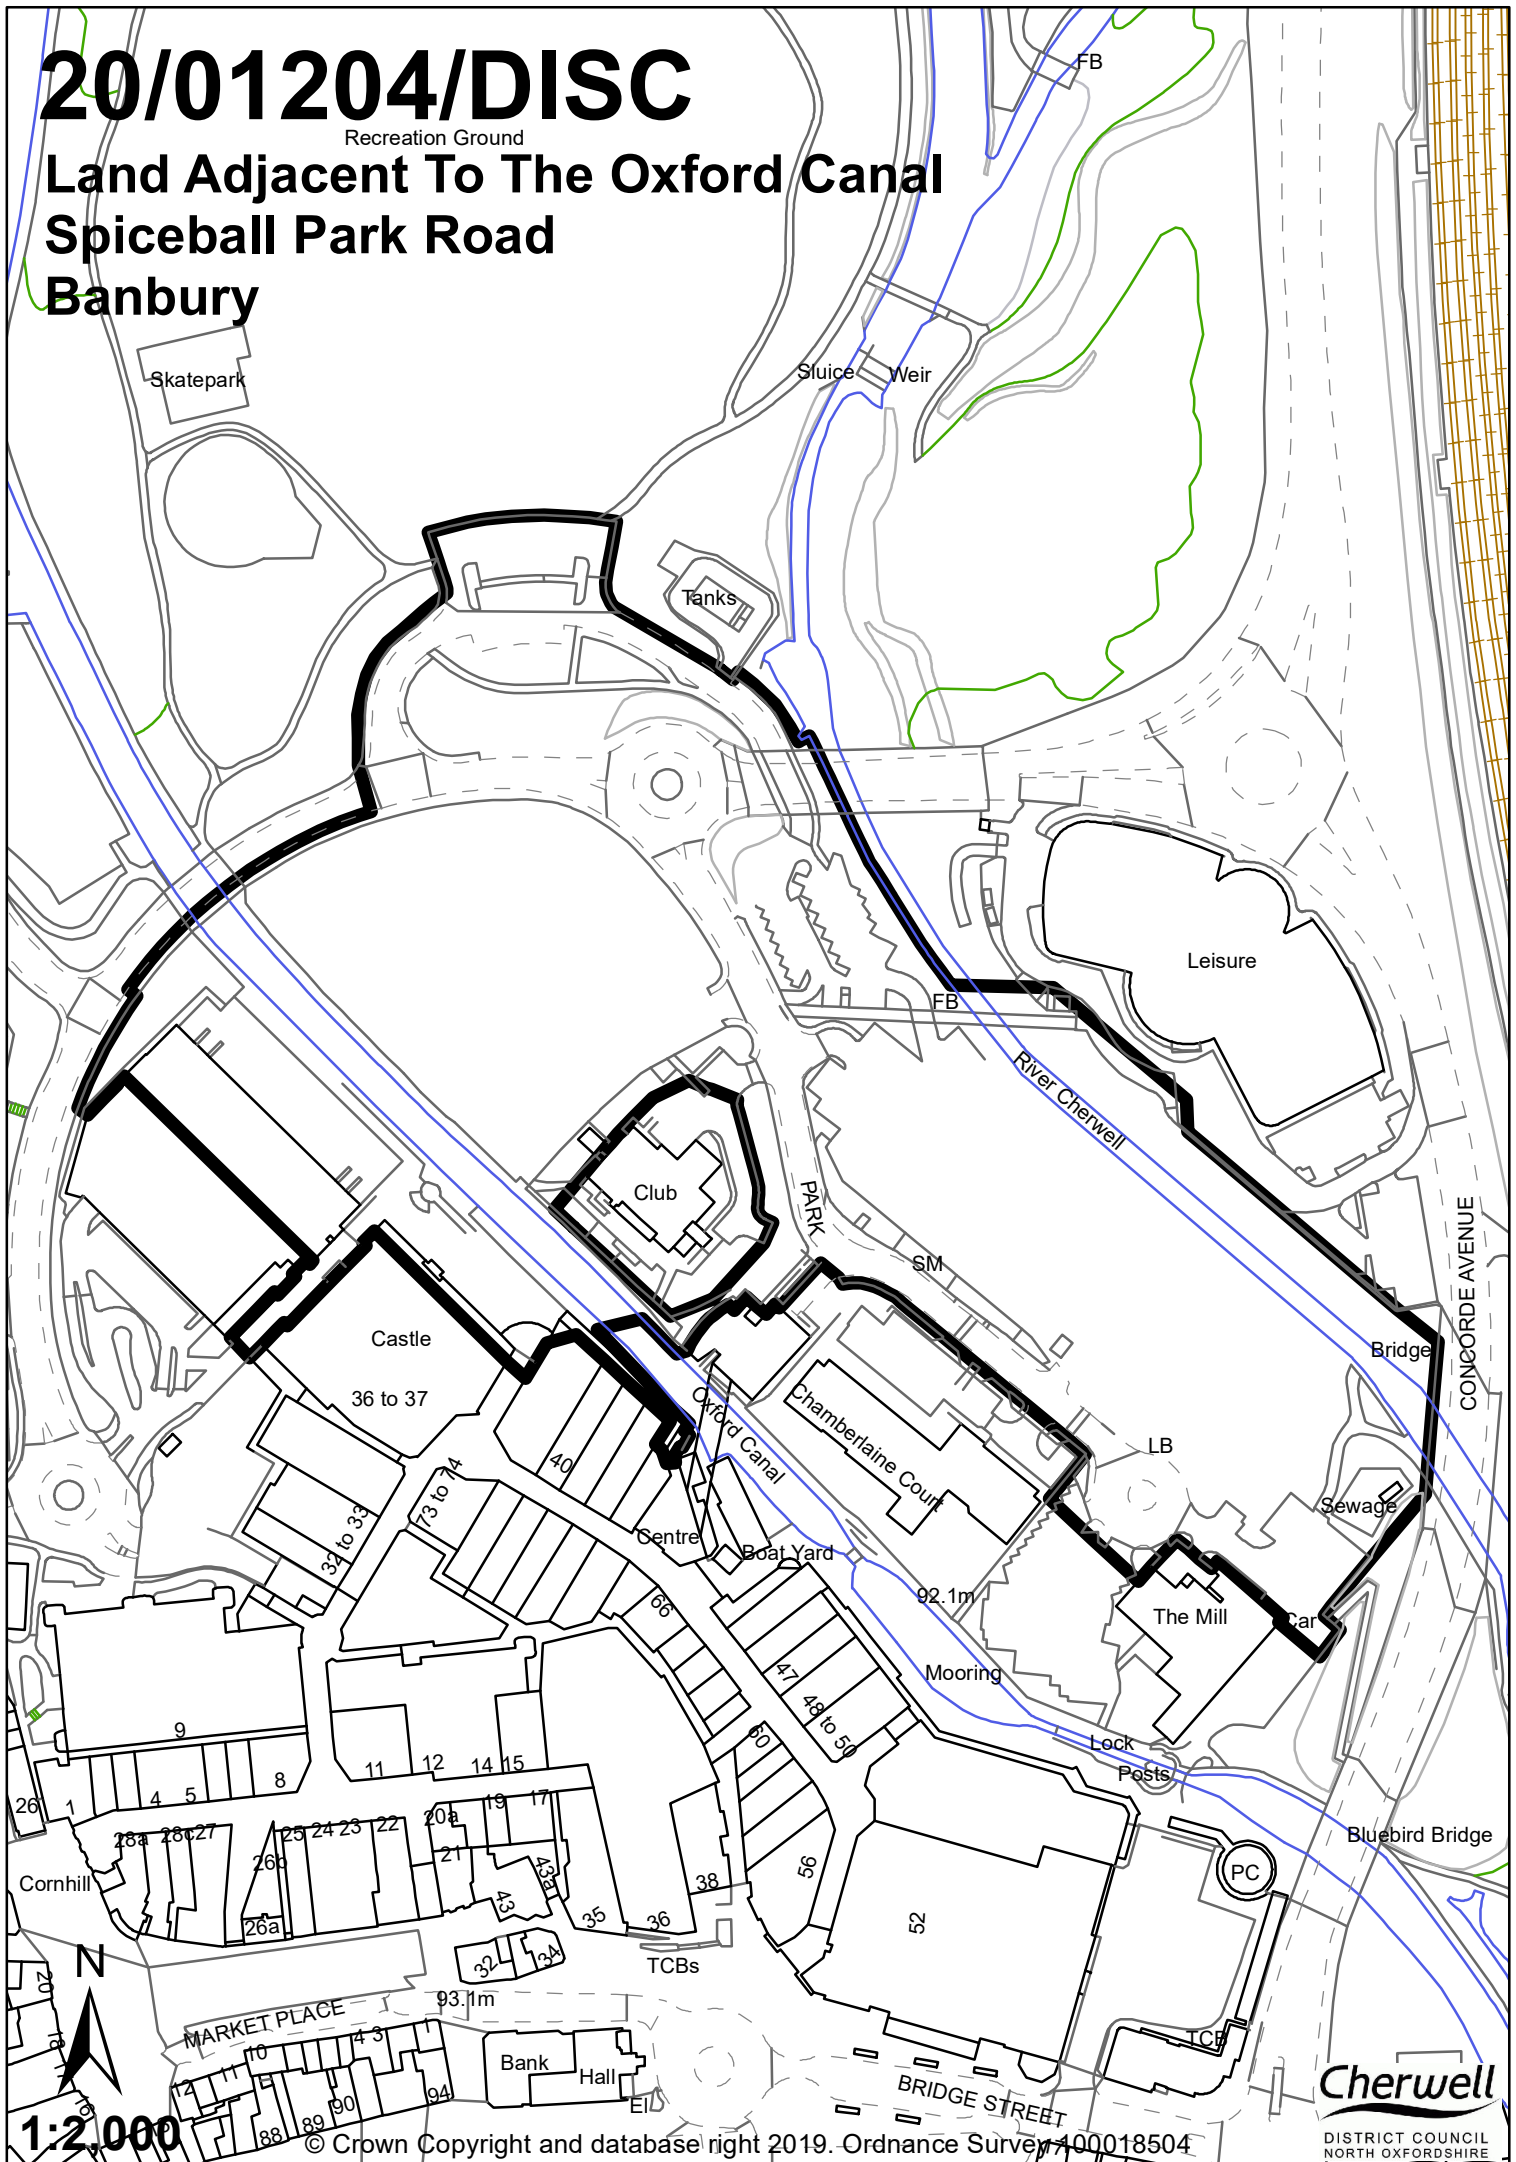 20/01204/DISC
Recreation Ground
Land Adjacent To The Oxford Canal
Spiceball Park Road
Banbury
FB
Skatepark
Sluice
Weir
Tanks
Leisure
FB
River Cherwell
Club
PARK
SM
CONCORDE AVENUE
Castle
Bridge
36 to 37
Oxford Canal
Chamberlaine Court
LB
40
73 to 74
Sewage
32 to 33
Centre
Boat Yard
92.1m
66
The Mill
Car
47
Mooring
48 to 50
60
9
Lock
11
12
14
15
Posts
8
4
5
17
26
1
19
20a
22
23
24
25
28a
28c
27
Bluebird Bridge
21
26b
43a
56
PC
Cornhill
38
43
35
36
52
26a
32
34
N
TCBs
20
93.1m
MARKET PLACE
4
3
1
TCB
18
10
Bank
Hall
11
12
94
90
El
BRIDGE STREET
16
89
88
Cherwell
1:2,000
© Crown Copyright and database right 2019. Ordnance Survey 100018504
DISTRICT COUNCIL
NORTH OXFORDSHIRE